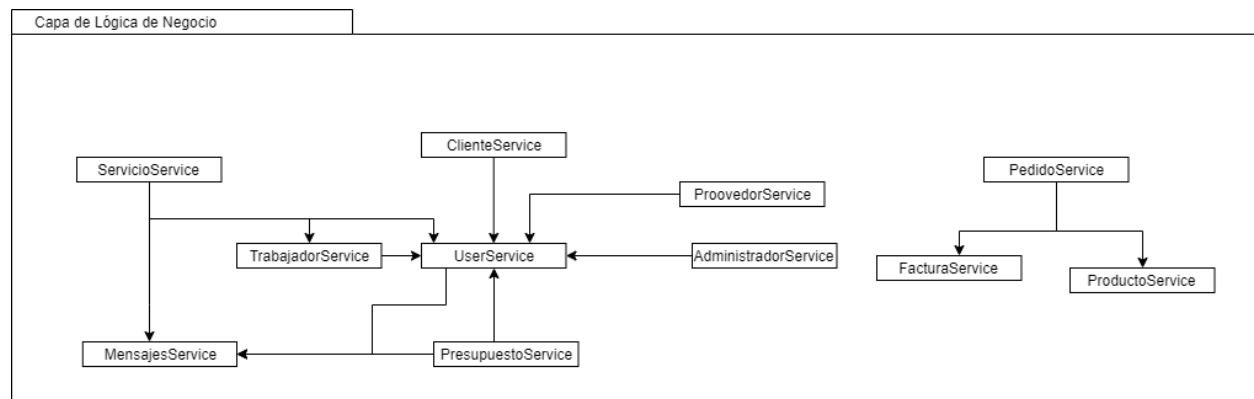 Capa de Lógica de Negocio
ClienteService
ServicioService
PedidoService
ProovedorService
TrabajadorService
UserService
AdministradorService
FacturaService
ProductoService
MensajesService
PresupuestoService